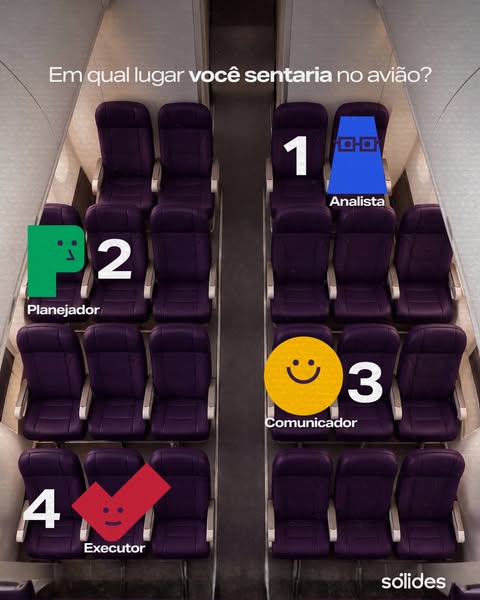 Em qual lugar você sentaria no avião?
1
Analista
2
Planejador
3
Comunicador
4
Executor
sólides